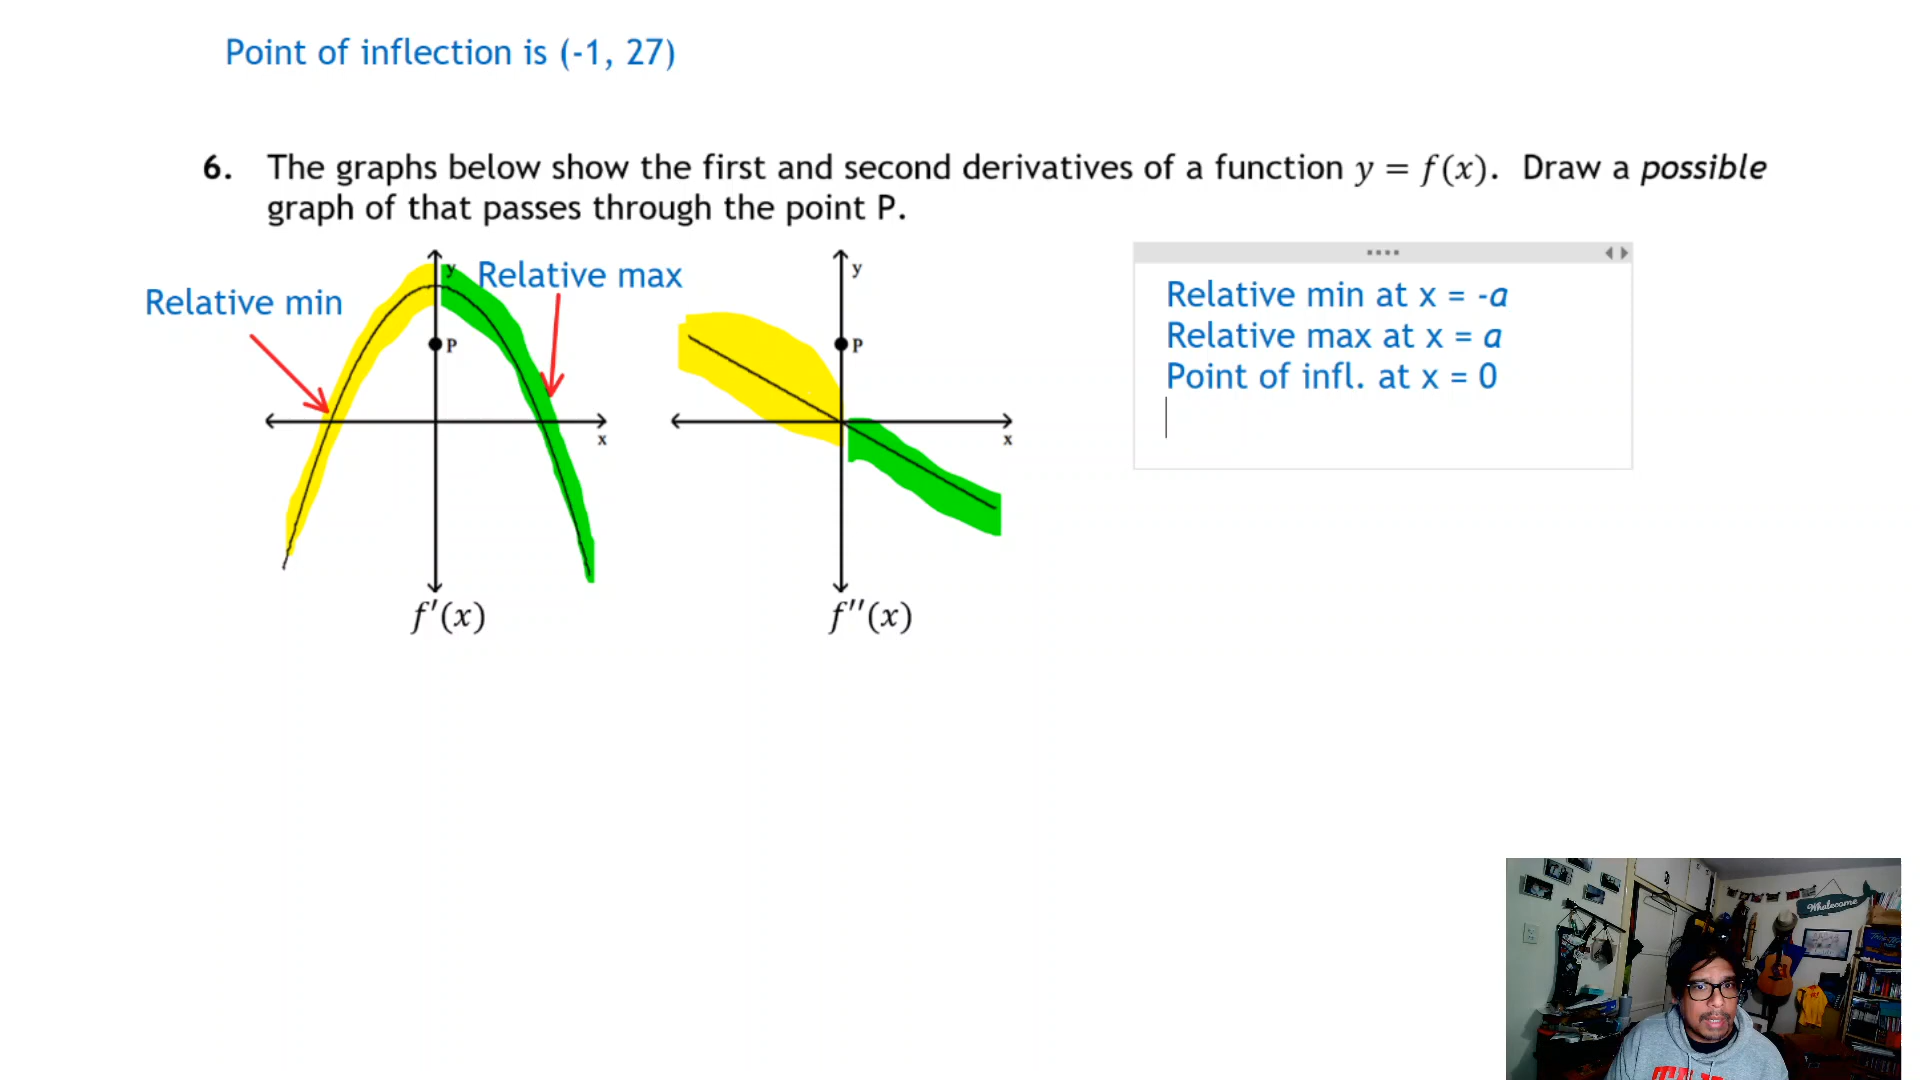 Point of inflection is (-1, 27)
6. The graphs below show the first and second derivatives of a function y = f(x). Draw a possible
graph of that passes through the point P.
Relative min
Relative max
y
P
x
f′(x)
y
P
x
f″(x)
Relative min at x = -a
Relative max at x = a
Point of infl. at x = 0
Whalecome